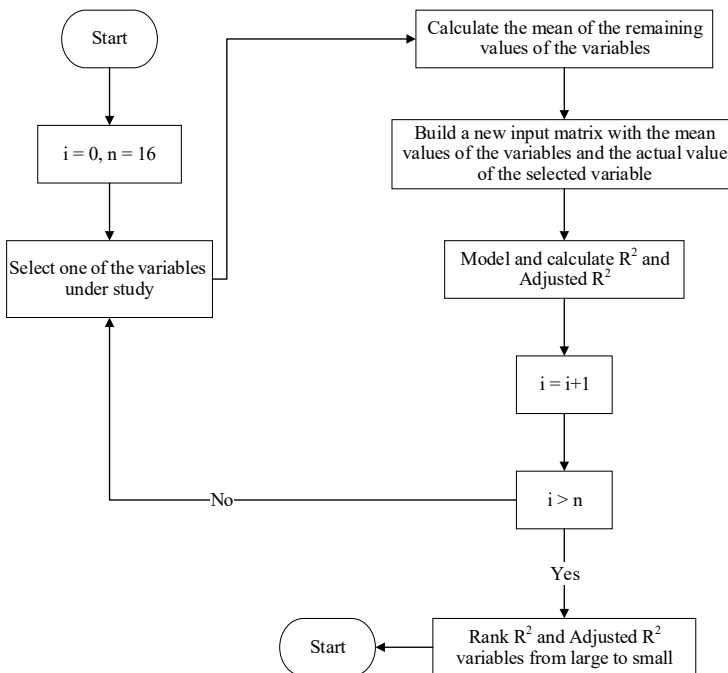 Start
i = 0, n = 16
Select one of the variables
under study
Calculate the mean of the remaining
values of the variables
Build a new input matrix with the mean
values of the variables and the actual value
of the selected variable
Model and calculate R² and
Adjusted R²
i = i+1
i > n
No
Yes
Rank R² and Adjusted R²
variables from large to small
Start